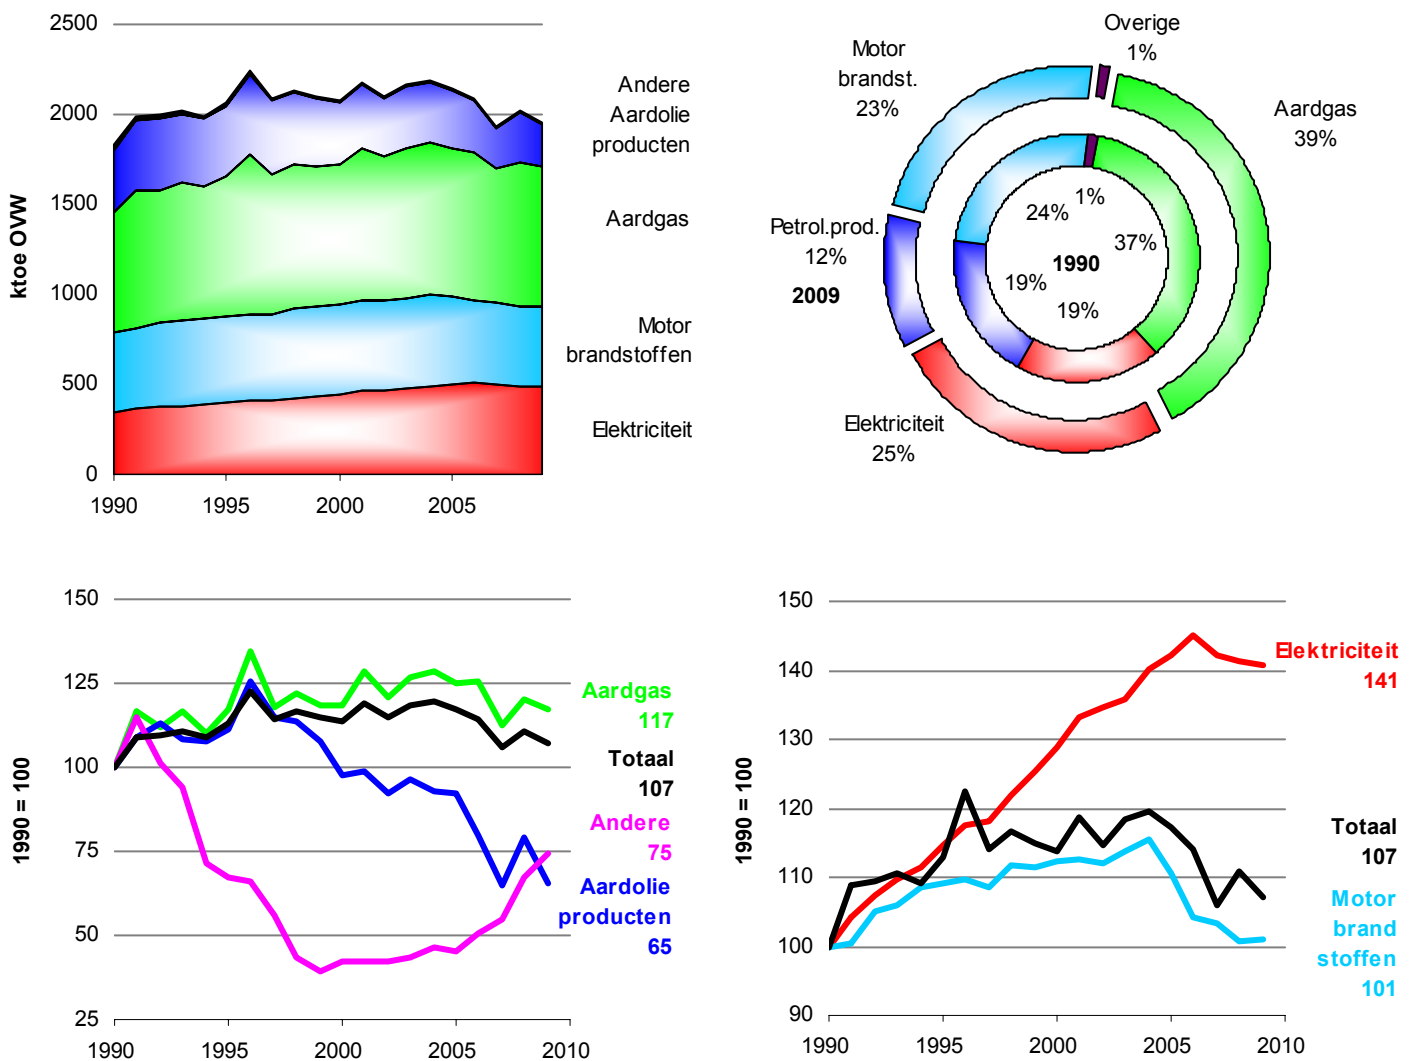 2500
2000
1500
1000
500
0
ktoe OVW
1990
1995
2000
2005
Andere
Aardolie
producten
Aardgas
Motor
brandstoffen
Elektriciteit
Overige
1%
Motor
brandst.
23%
Aardgas
39%
Petrol.prod.
12%
2009
Elektriciteit
25%
1%
24%
37%
1990
19%
19%
150
125
100
75
50
25
1990 = 100
1990
1995
2000
2005
2010
Aardgas
117
Totaal
107
Andere
75
Aardolie
producten
65
150
140
130
120
110
100
90
1990 = 100
1990
1995
2000
2005
2010
Elektriciteit
141
Totaal
107
Motor
brand
stoffen
101